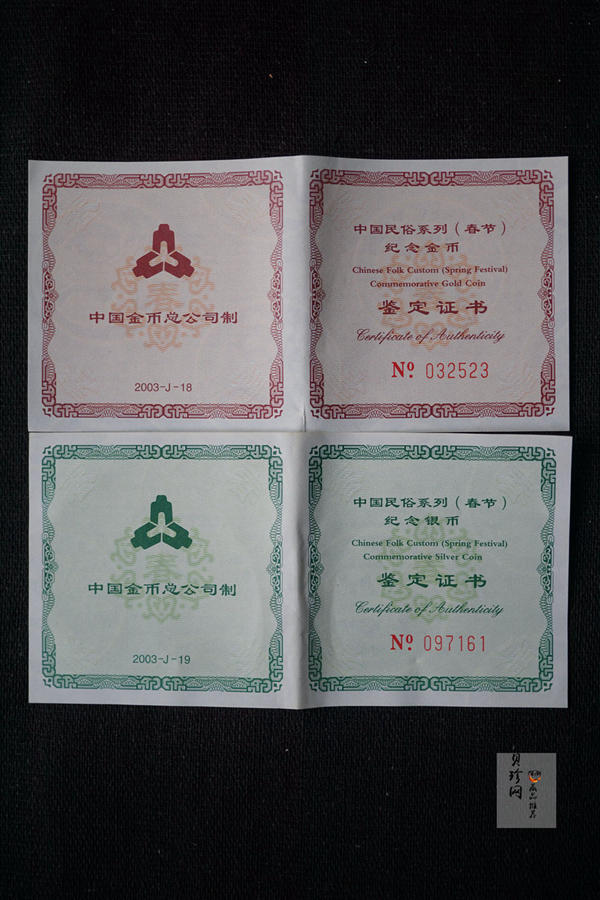 中国金币总公司制
2003-J-18
中国民俗系列（春节）
纪念金币
Chinese Folk Custom (Spring Festival)
Commemorative Gold Coin
鉴定证书
Certificate of Authenticity
Nº 032523
中国金币总公司制
2003-J-19
中国民俗系列（春节）
纪念银币
Chinese Folk Custom (Spring Festival)
Commemorative Silver Coin
鉴定证书
Certificate of Authenticity
Nº 097161
贝珍网